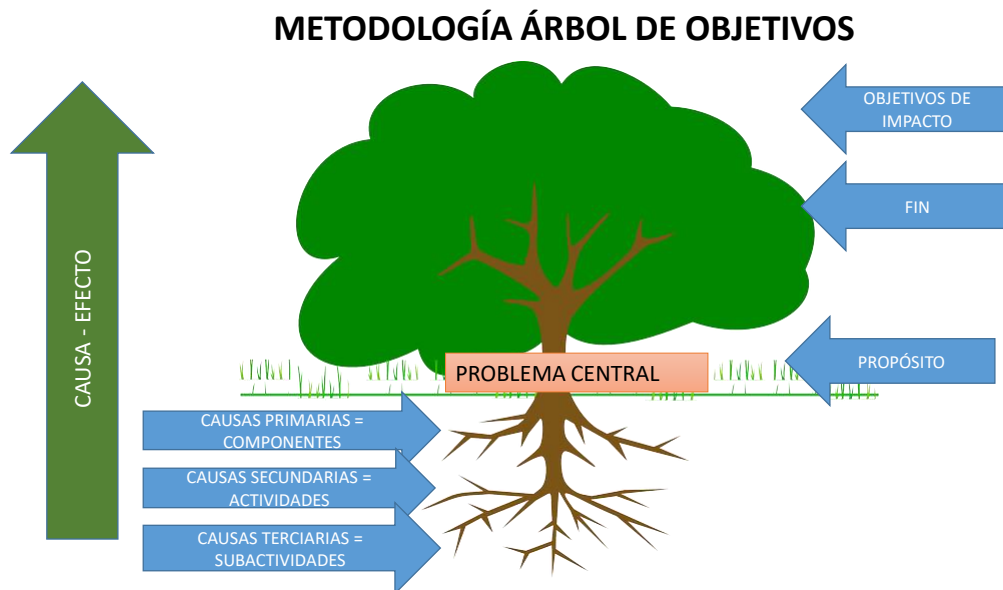 METODOLOGÍA ÁRBOL DE OBJETIVOS
OBJETIVOS DE
IMPACTO
FIN
CAUSA - EFECTO
PROPÓSITO
PROBLEMA CENTRAL
CAUSAS PRIMARIAS =
COMPONENTES
CAUSAS SECUNDARIAS =
ACTIVIDADES
CAUSAS TERCIARIAS =
SUBACTIVIDADES